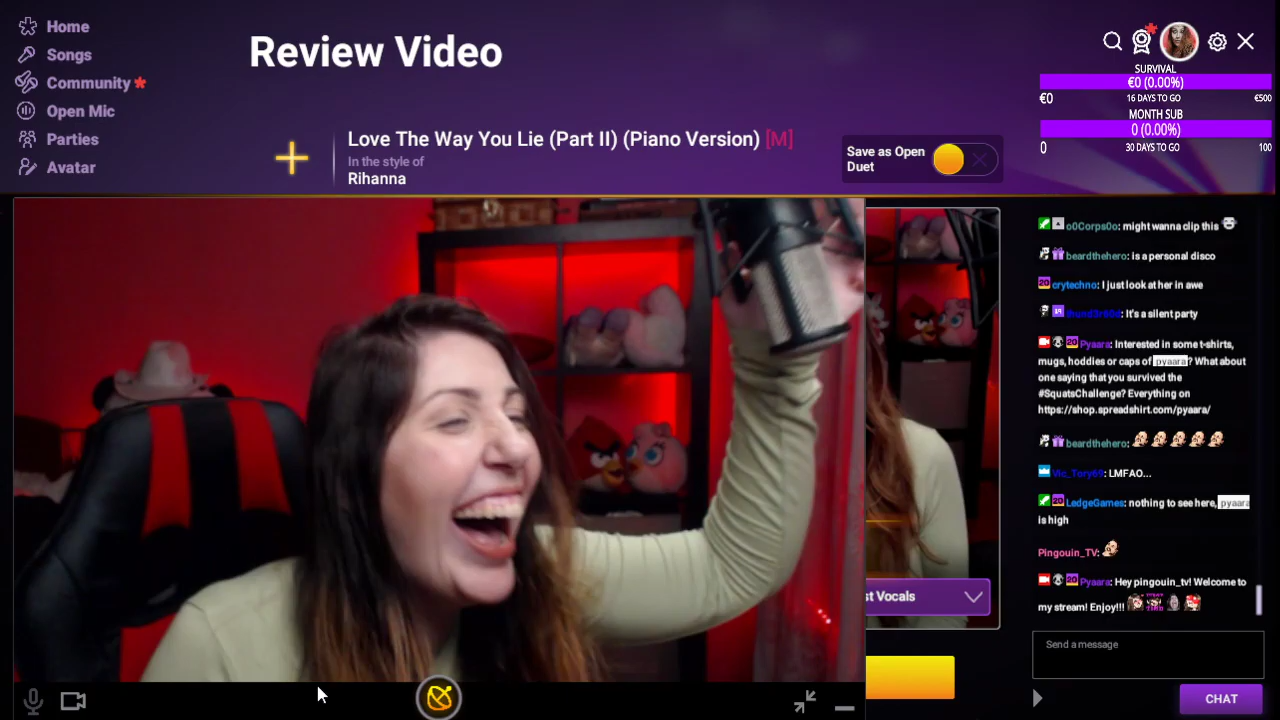 Home
Songs
Community
Open Mic
Parties
Avatar
Review Video
Love The Way You Lie (Part II) (Piano Version) [M]
In the style of
Rihanna
Save as Open
Duet
SURVIVAL
€0 (0.00%)
€0 16 DAYS TO GO €500
MONTH SUB
0 (0.00%)
0 30 DAYS TO GO 100
o0Corps0o: might wanna clip this
beardthehero: is a personal disco
20 crytechno: I just look at her in awe
It's a silent party
20 Pyaara: Interested in some t-shirts,
mugs, hoddies or caps of pyaara? What about
one saying that you survived the
#SquatsChallenge? Everything on
https://shop.spreadshirt.com/pyaara/
beardthehero:
Vic_Tory69: LMFAO...
20 LedgeGames: nothing to see here, pyaara
is high
Pingouin_TV:
20 Pyaara: Hey pingouin_tv! Welcome to
my stream! Enjoy!!!
st Vocals
Send a message
CHAT